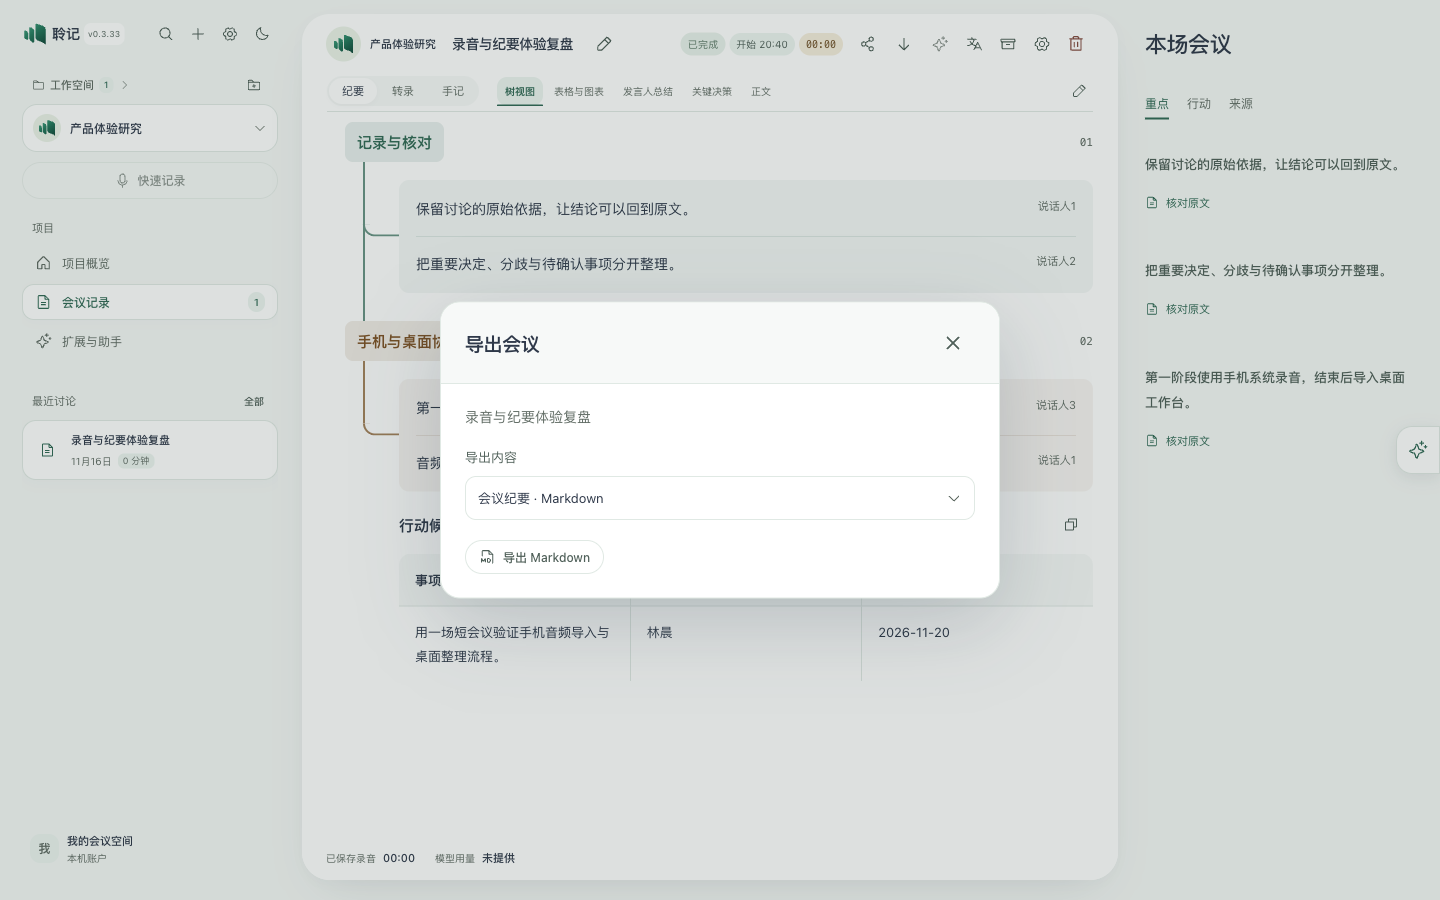 聆记 v0.3.33
工作空间 1
产品体验研究
快速记录
项目
项目概览
会议记录 1
扩展与助手
最近讨论 全部
录音与纪要体验复盘
11月16日 0 分钟
我 我的会议空间
本机账户
产品体验研究 录音与纪要体验复盘 已完成 开始 20:40 00:00
纪要 转录 手记 树视图 表格与图表 发言人总结 关键决策 正文
记录与核对 01
保留讨论的原始依据，让结论可以回到原文。 说话人1
把重要决定、分歧与待确认事项分开整理。 说话人2
手机与桌面 02
第一 说话人3
音频 说话人1
行动候
事项
用一场短会议验证手机音频导入与 林晨 2026-11-20
桌面整理流程。
已保存录音 00:00 模型用量 未提供
导出会议
录音与纪要体验复盘
导出内容
会议纪要 · Markdown
MD 导出 Markdown
本场会议
重点 行动 来源
保留讨论的原始依据，让结论可以回到原文。
核对原文
把重要决定、分歧与待确认事项分开整理。
核对原文
第一阶段使用手机系统录音，结束后导入桌面
工作台。
核对原文